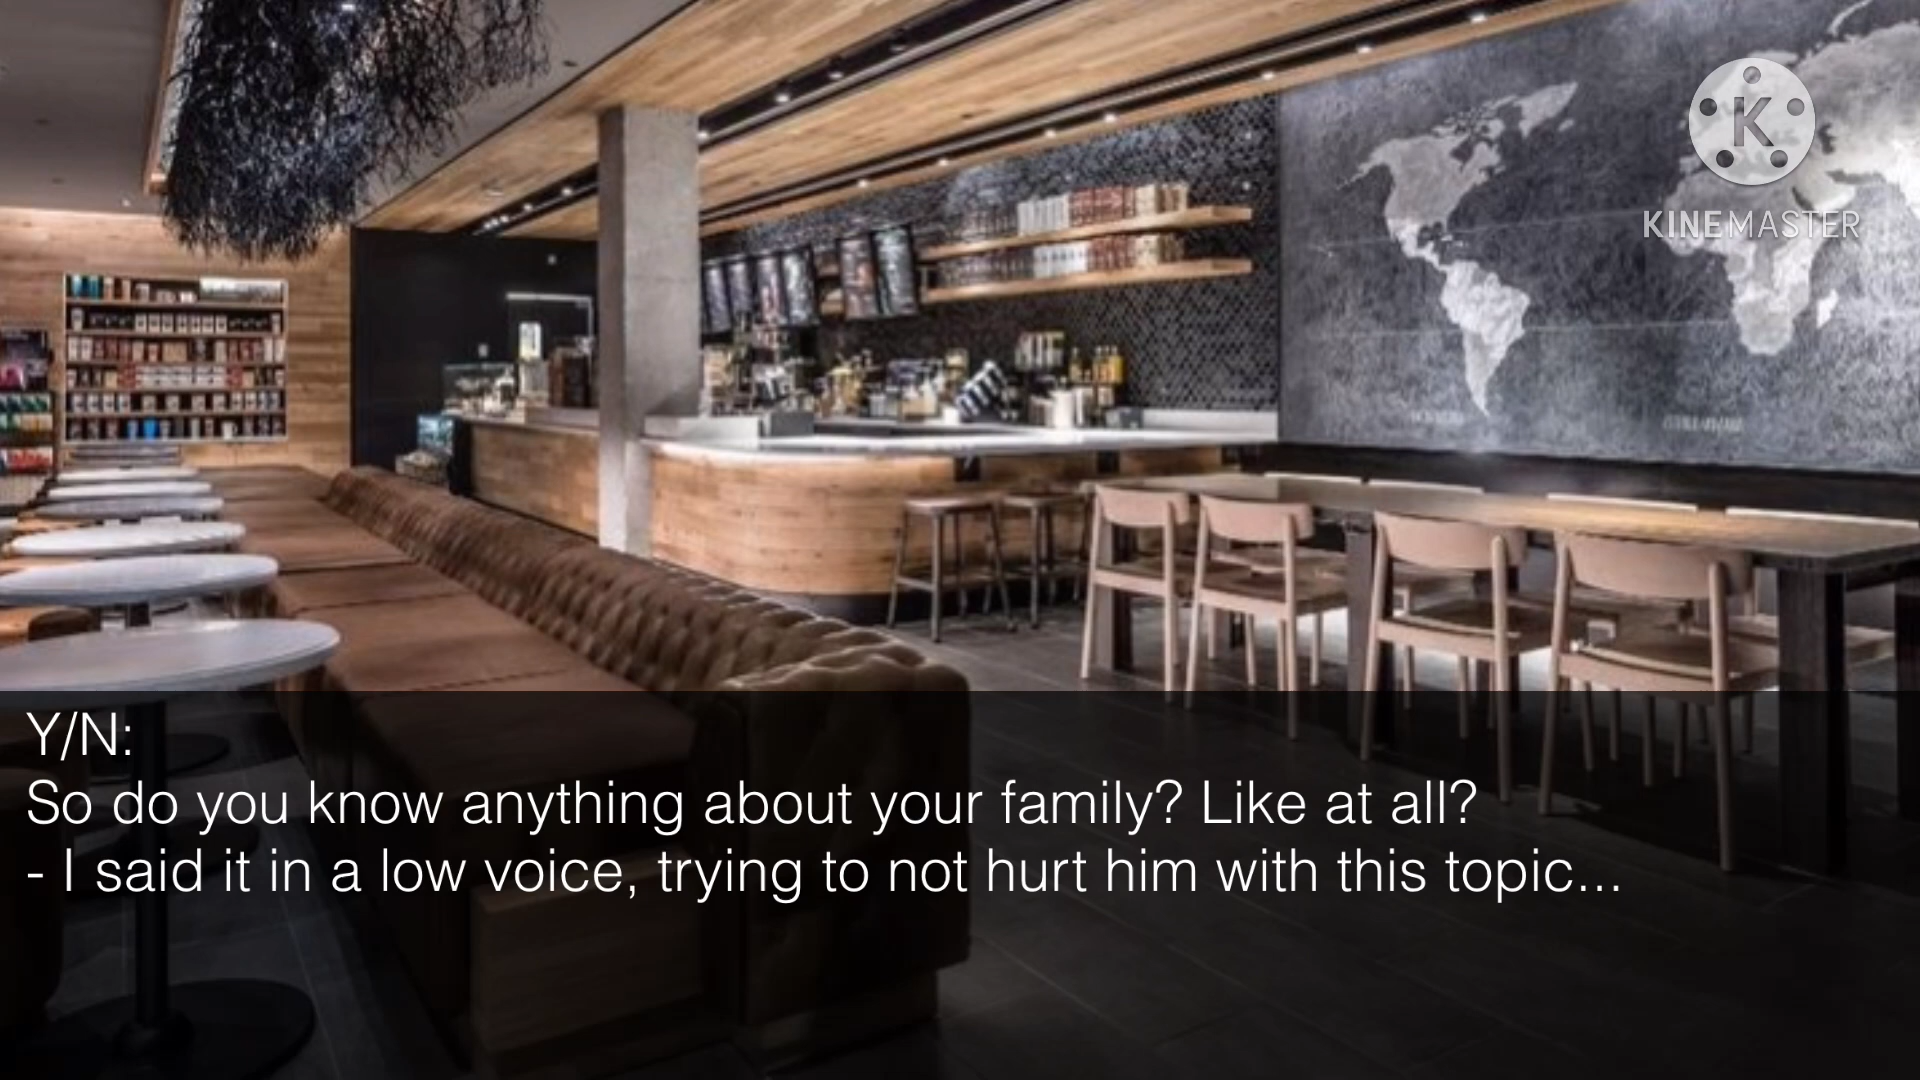 K
KINEMASTER
Y/N:
So do you know anything about your family? Like at all?
- I said it in a low voice, trying to not hurt him with this topic...